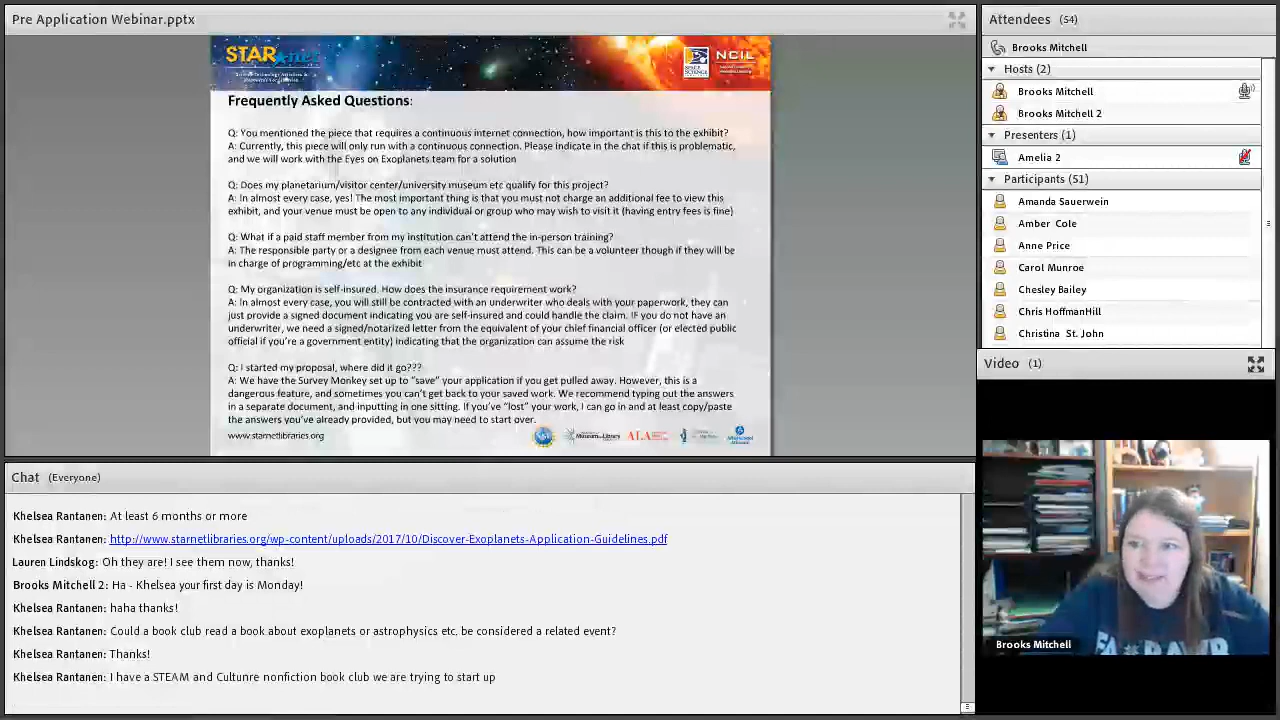 Pre Application Webinar.pptx
STAR
NCIL
Frequently Asked Questions:
Q: You mentioned the piece that requires a continuous internet connection, how important is this to the exhibit?
A: Currently, this piece will only run with a continuous connection. Please indicate in the chat if this is problematic,
and we will work with the Eyes on Exoplanets team for a solution
Q: Does my planetarium/visitor center/university museum etc qualify for this project?
A: In almost every case, yes! The most important thing is that you must not charge an additional fee to view this
exhibit, and your venue must be open to any individual or group who may wish to visit it (having entry fees is fine)
Q: What if a paid staff member from my institution can't attend the in-person training?
A: The responsible party or a designee from each venue must attend. This can be a volunteer though if they will be
in charge of programming/etc at the exhibit
Q: My organization is self-insured. How does the insurance requirement work?
A: In almost every case, you will still be contracted with an underwriter who deals with your paperwork, they can
just provide a signed document indicating you are self-insured and could handle the claim. IF you do not have an
underwriter, we need a signed/notarized letter from the equivalent of your chief financial officer (or elected public
official if you're a government entity) indicating that the organization can assume the risk
Q: I started my proposal, where did it go???
A: We have the Survey Monkey set up to "save" your application if you get pulled away. However, this is a
dangerous feature, and sometimes you can't get back to your saved work. We recommend typing out the answers
in a separate document, and inputting in one sitting. If you've "lost" your work, I can go in and at least copy/paste
the answers you've already provided, but you may need to start over.
www.starnetlibraries.org
ALA
Chat (Everyone)
Khelsea Rantanen: At least 6 months or more
Khelsea Rantanen: http://www.starnetlibraries.org/wp-content/uploads/2017/10/Discover-Exoplanets-Application-Guidelines.pdf
Lauren Lindskog: Oh they are! I see them now, thanks!
Brooks Mitchell 2: Ha - Khelsea your first day is Monday!
Khelsea Rantanen: haha thanks!
Khelsea Rantanen: Could a book club read a book about exoplanets or astrophysics etc. be considered a related event?
Khelsea Rantanen: Thanks!
Khelsea Rantanen: I have a STEAM and Cultunre nonfiction book club we are trying to start up
Attendees (54)
Brooks Mitchell
Hosts (2)
Brooks Mitchell
Brooks Mitchell 2
Presenters (1)
Amelia 2
Participants (51)
Amanda Sauerwein
Amber Cole
Anne Price
Carol Munroe
Chesley Bailey
Chris HoffmanHill
Christina St. John
Video (1)
Brooks Mitchell